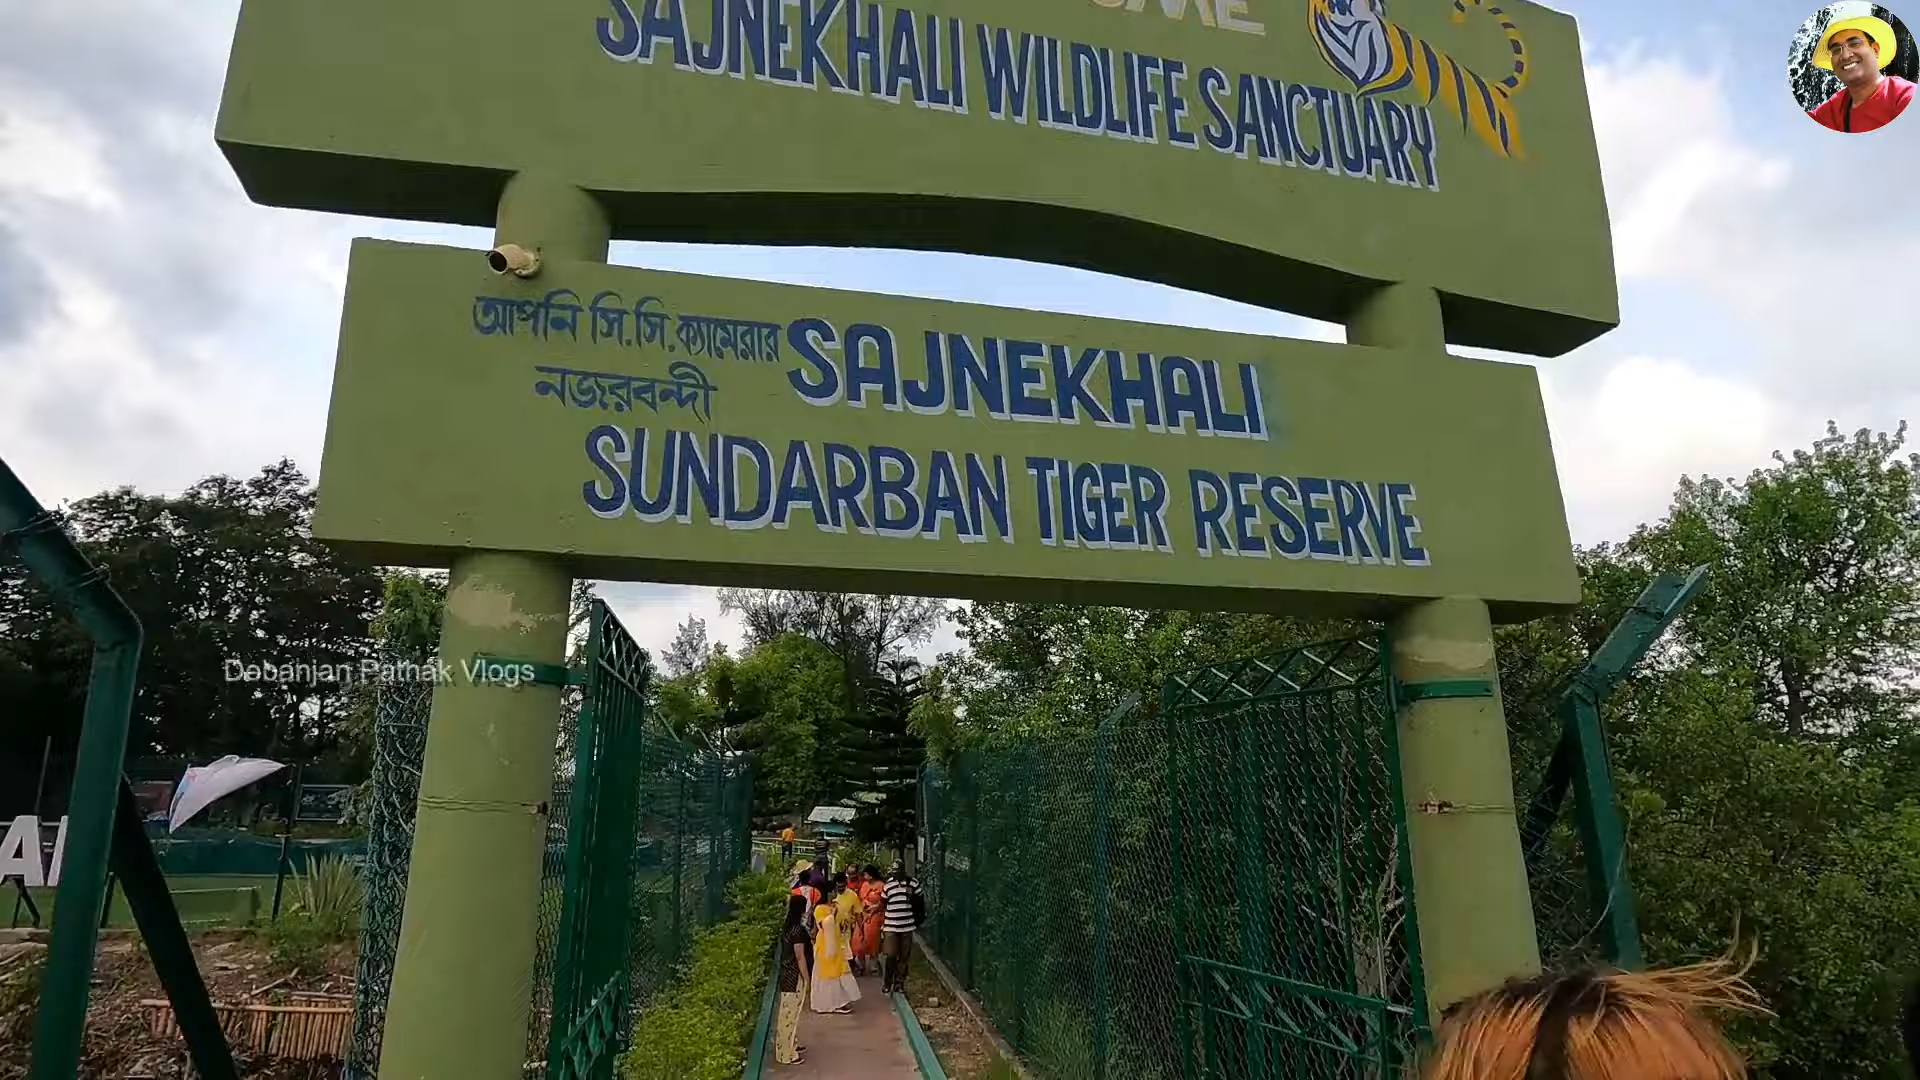 SAJNEKHALI WILDLIFE SANCTUARY
আপনি সি.সি.ক্যামেরার
নজরবন্দী
SAJNEKHALI
SUNDARBAN TIGER RESERVE
Debanjan Pathak Vlogs